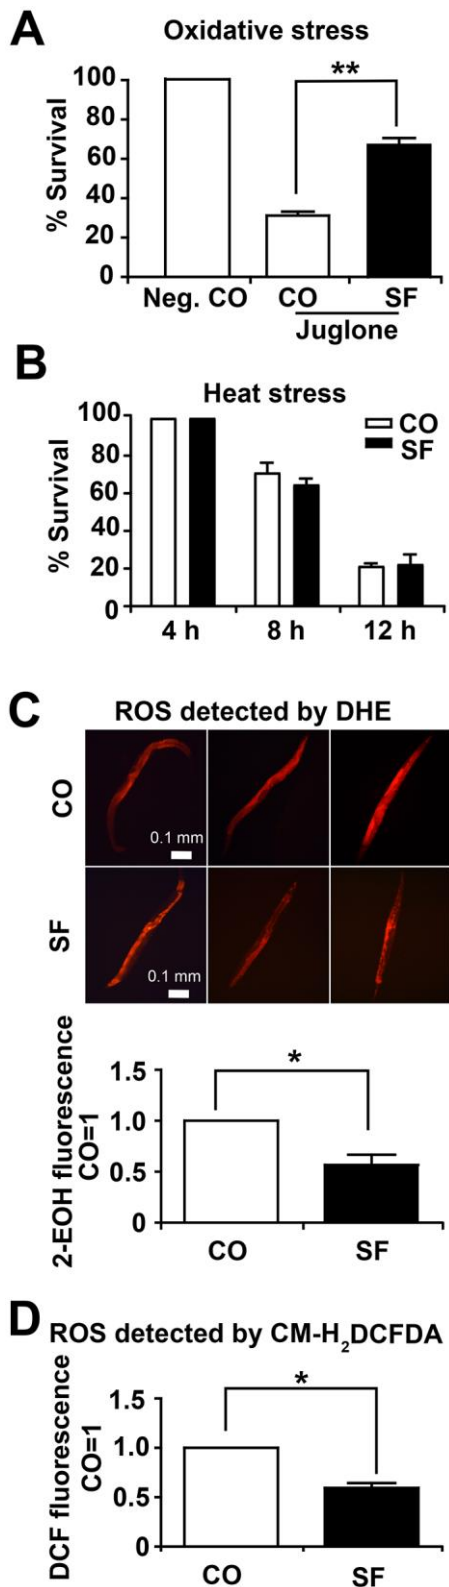 A
Oxidative stress
% Survival
100
80
60
40
20
0
**
Neg. CO
CO
SF
Juglone
B
Heat stress
% Survival
100
80
60
40
20
0
CO
SF
4 h
8 h
12 h
C
ROS detected by DHE
CO
0.1 mm
SF
0.1 mm
2-EOH fluorescence
CO=1
1.5
1.0
0.5
0
*
CO
SF
D
ROS detected by CM-H₂DCFDA
DCF fluorescence
CO=1
1.5
1.0
0.5
0
*
CO
SF